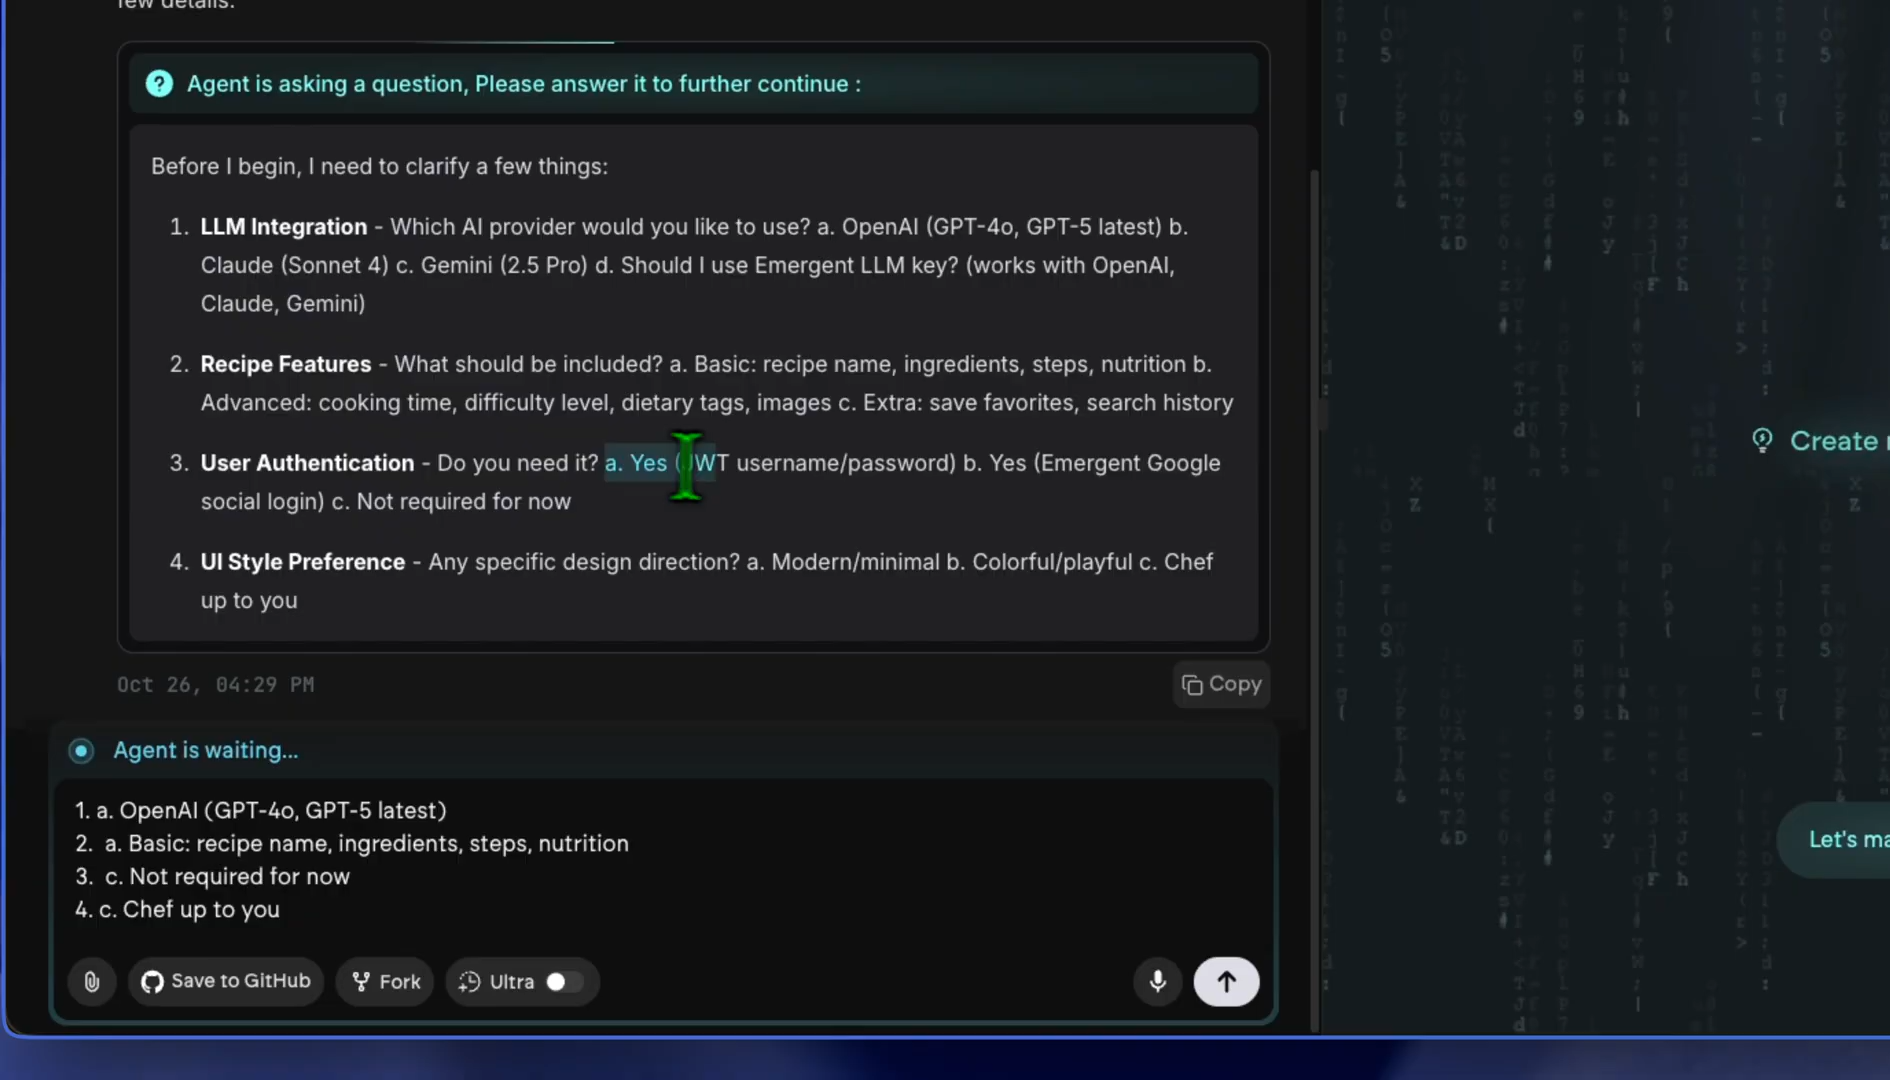 few details.
Agent is asking a question, Please answer it to further continue :
Before I begin, I need to clarify a few things:
1. LLM Integration - Which AI provider would you like to use? a. OpenAI (GPT-4o, GPT-5 latest) b.
Claude (Sonnet 4) c. Gemini (2.5 Pro) d. Should I use Emergent LLM key? (works with OpenAI,
Claude, Gemini)
2. Recipe Features - What should be included? a. Basic: recipe name, ingredients, steps, nutrition b.
Advanced: cooking time, difficulty level, dietary tags, images c. Extra: save favorites, search history
3. User Authentication - Do you need it? a. Yes (JWT username/password) b. Yes (Emergent Google
social login) c. Not required for now
4. UI Style Preference - Any specific design direction? a. Modern/minimal b. Colorful/playful c. Chef
up to you
Oct 26, 04:29 PM
Copy
Agent is waiting...
1. a. OpenAI (GPT-4o, GPT-5 latest)
2. a. Basic: recipe name, ingredients, steps, nutrition
3. c. Not required for now
4. c. Chef up to you
Save to GitHub
Fork
Ultra
Create
Let's